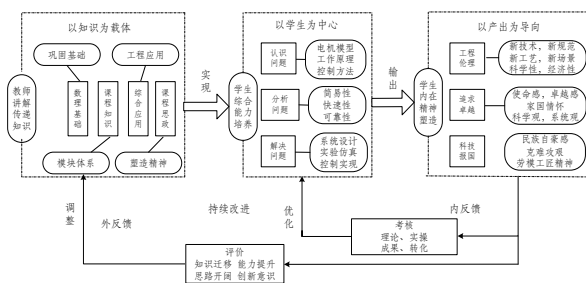 以知识为载体
巩固基础
工程应用
教师
讲解
传递
知识
数理
基础
课程
知识
综合
应用
课程
思政
模块体系
塑造精神
实现
以学生为中心
学生
综合
能力
培养
认识
问题
电机模型
工作原理
控制方法
分析
问题
简易性
快速性
可靠性
解决
问题
系统设计
实验仿真
控制实现
输出
以产出为导向
学生
内在
精神
塑造
工程
伦理
新技术，新规范
新工艺，新场景
科学性，经济性
追求
卓越
使命感，卓越感
家国情怀
科学观，系统观
科技
报国
民族自豪感
克难攻艰
劳模工匠精神
调整
外反馈
持续改进
优化
内反馈
考核
理论、实操
成果、转化
评价
知识迁移 能力提升
思路开阔 创新意识